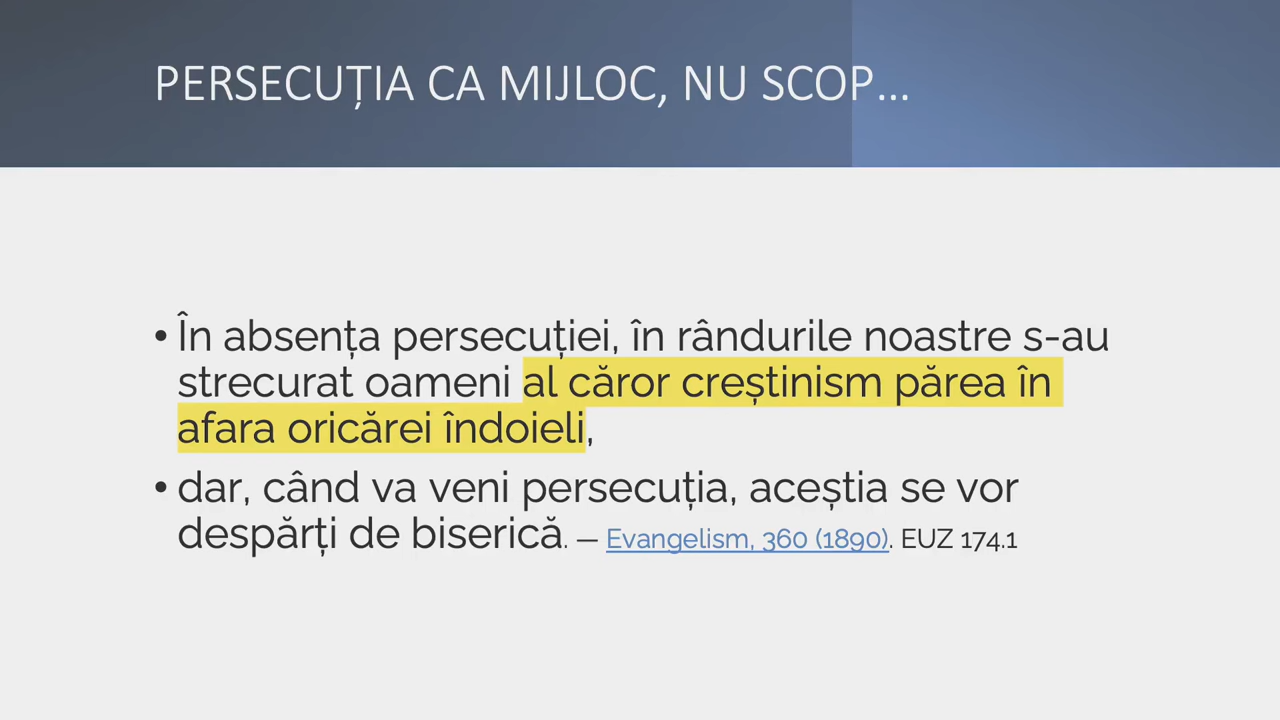 PERSECUȚIA CA MIJLOC, NU SCOP...
• În absența persecuției, în rândurile noastre s-au
strecurat oameni al căror creștinism părea în
afara oricărei îndoieli,
• dar, când va veni persecuția, aceștia se vor
despărți de biserică. — Evangelism, 360 (1890). EUZ 174.1